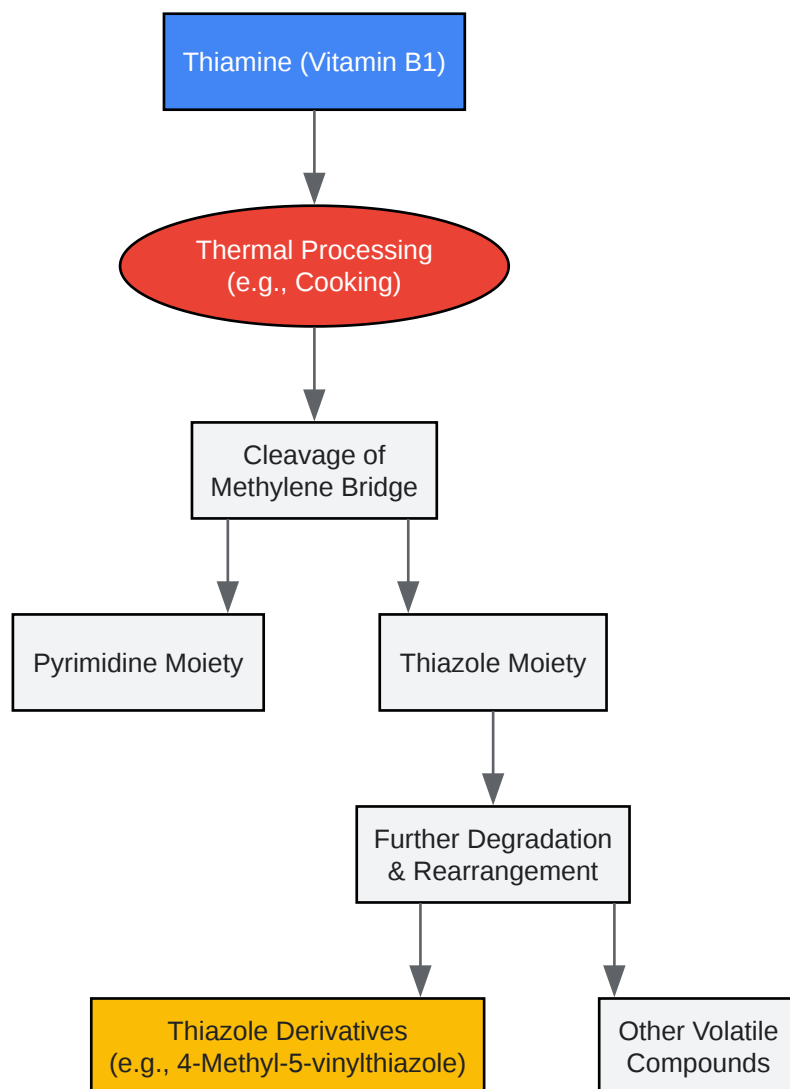 Thiamine (Vitamin B1)
Thermal Processing
(e.g., Cooking)
Cleavage of
Methylene Bridge
Pyrimidine Moiety
Thiazole Moiety
Further Degradation
& Rearrangement
Thiazole Derivatives
(e.g., 4-Methyl-5-vinylthiazole)
Other Volatile
Compounds